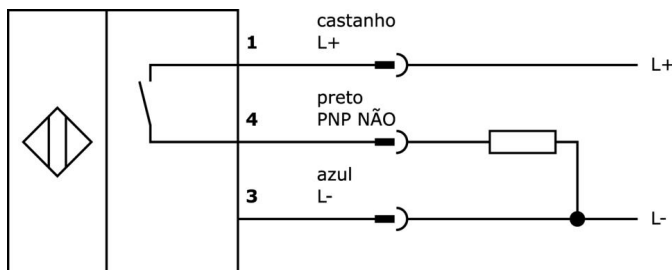 castanho
1 L+
L+
preto
4 PNP NÃO
azul
3 L-
L-